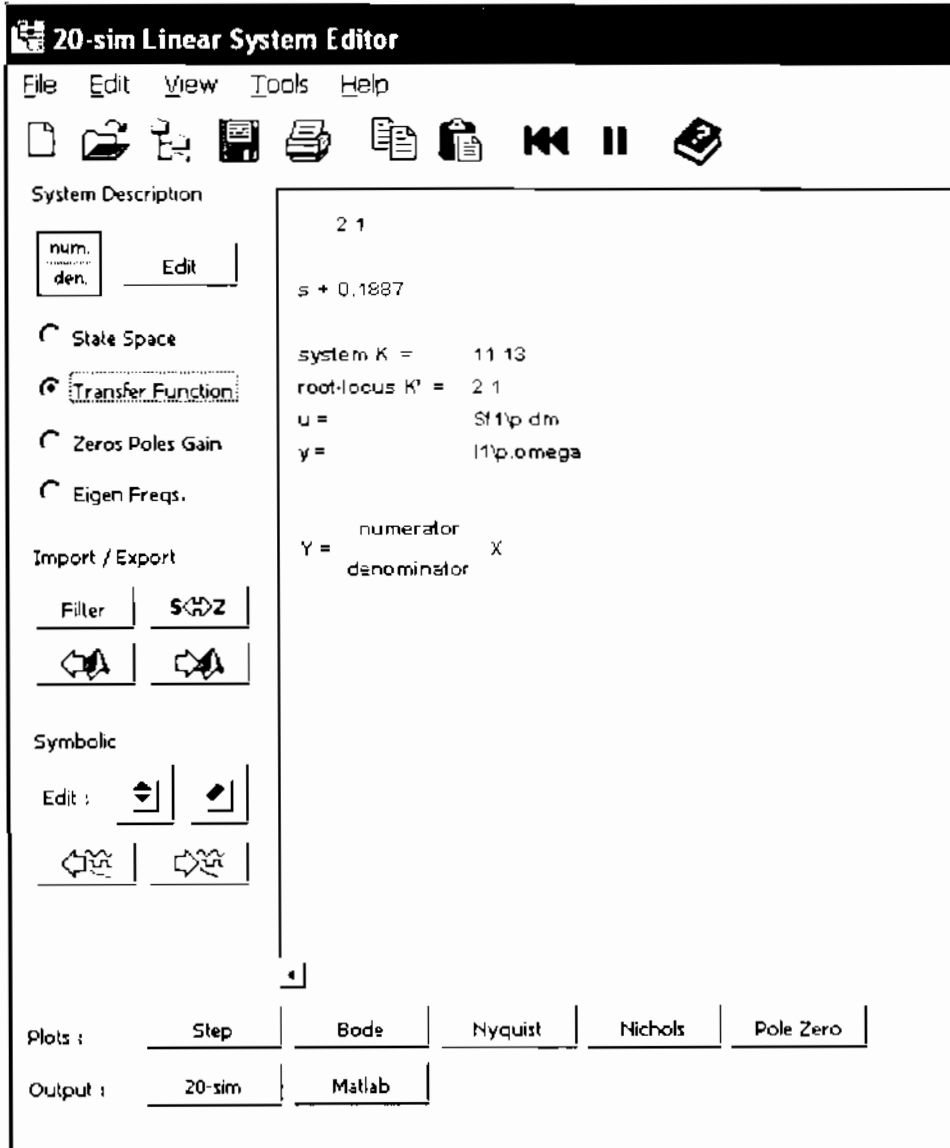 20-sim Linear System Editor
File Edit View Tools Help
System Description
num.
den.
Edit
State Space
Transfer Function
Zeros Poles Gain
Eigen Freqs.
Import / Export
Filter S Z
Symbolic
Edit :
2 1
s + 0,1887
system K = 11 13
root-locus K' = 2 1
u = Sf1\p dm
y = I1\p.omega
Y = numerator X
denominator
Plots : Step Bode Nyquist Nichols Pole Zero
Output : 20-sim Matlab